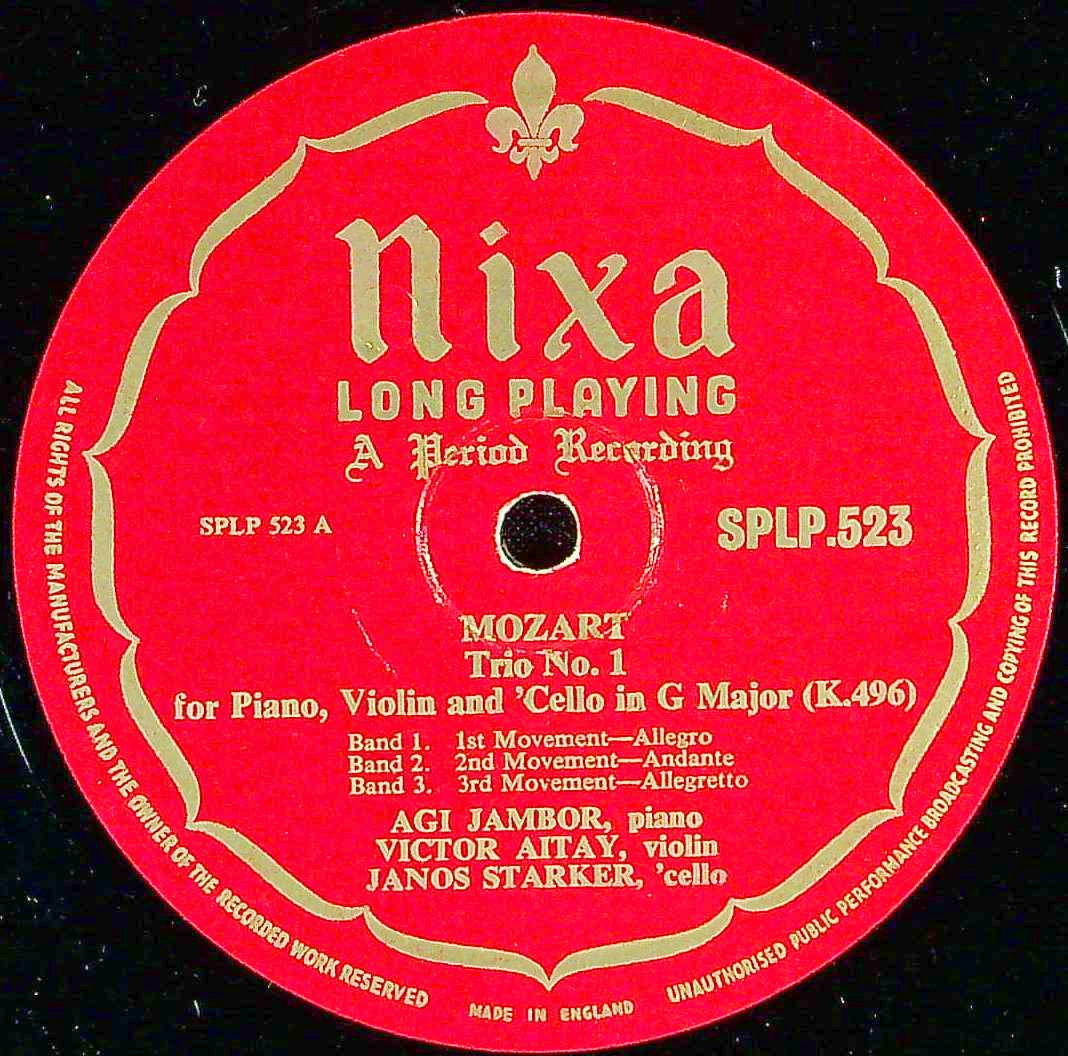 nixa
LONG PLAYING
A Period Recording
SPLP 523 A
SPLP.523
MOZART
Trio No. 1
for Piano, Violin and 'Cello in G Major (K.496)
Band 1. 1st Movement—Allegro
Band 2. 2nd Movement—Andante
Band 3. 3rd Movement—Allegretto
AGI JAMBOR, piano
VICTOR AITAY, violin
JANOS STARKER, 'cello
ALL RIGHTS OF THE MANUFACTURERS AND THE OWNER OF THE RECORDED WORK RESERVED
MADE IN ENGLAND
UNAUTHORISED PUBLIC PERFORMANCE BROADCASTING AND COPYING OF THIS RECORD PROHIBITED